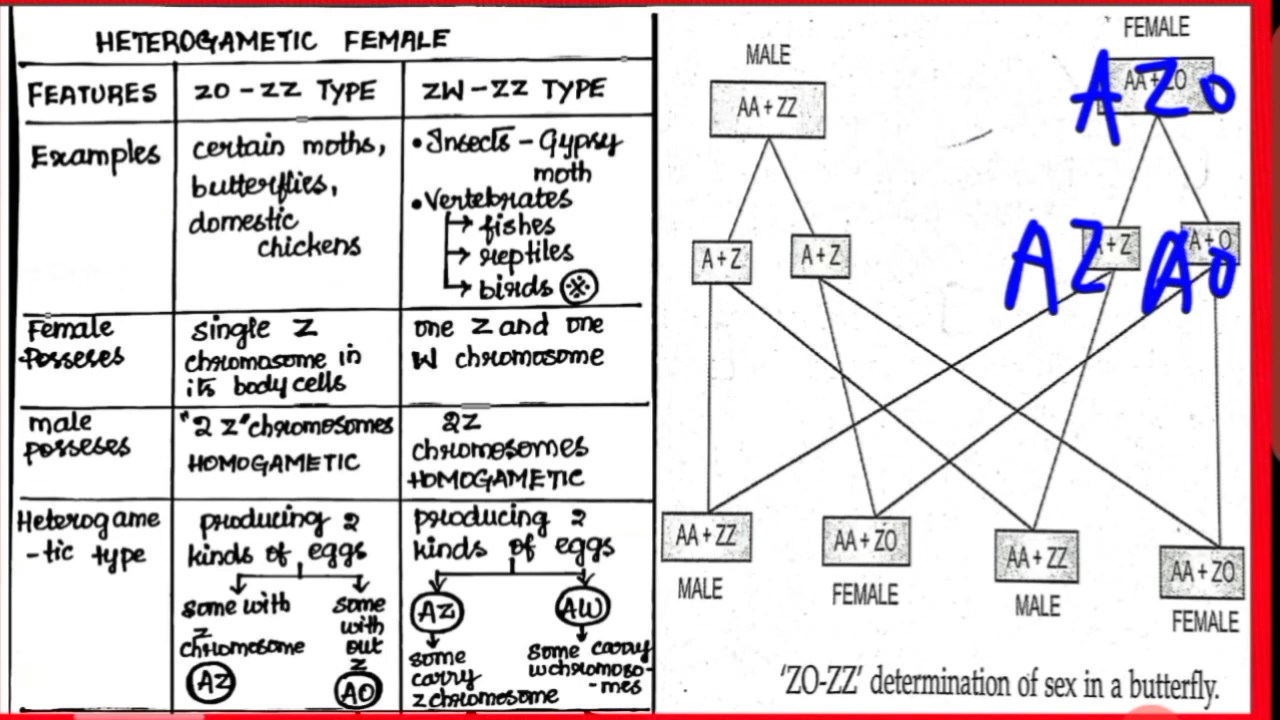 HETEROGAMETIC FEMALE
FEATURES
ZO - ZZ TYPE
ZW - ZZ TYPE
Examples
certain moths,
butterflies,
domestic
chickens
• Insects - Gypsy
moth
• Vertebrates
fishes
reptiles
birds ※
Female
Posseses
single Z
chromosome in
its body cells
one Z and one
W chromosome
male
posseses
"2 Z" chromosomes
HOMOGAMETIC
2Z
chromosomes
HOMOGAMETIC
Heterogame
-tic type
producing 2
kinds of eggs
some with
Z
chromosome
AZ
some
with
out
Z
AO
producing 2
kinds of eggs
AZ
some
carry
Z chromosome
AW
some carry
w chromoso-
-mes
MALE
AA + ZZ
FEMALE
AA + ZO
A Z O
A + Z
A + Z
A + Z
A + O
A Z
A O
AA + ZZ
MALE
AA + ZO
FEMALE
AA + ZZ
MALE
AA + ZO
FEMALE
'ZO-ZZ' determination of sex in a butterfly.